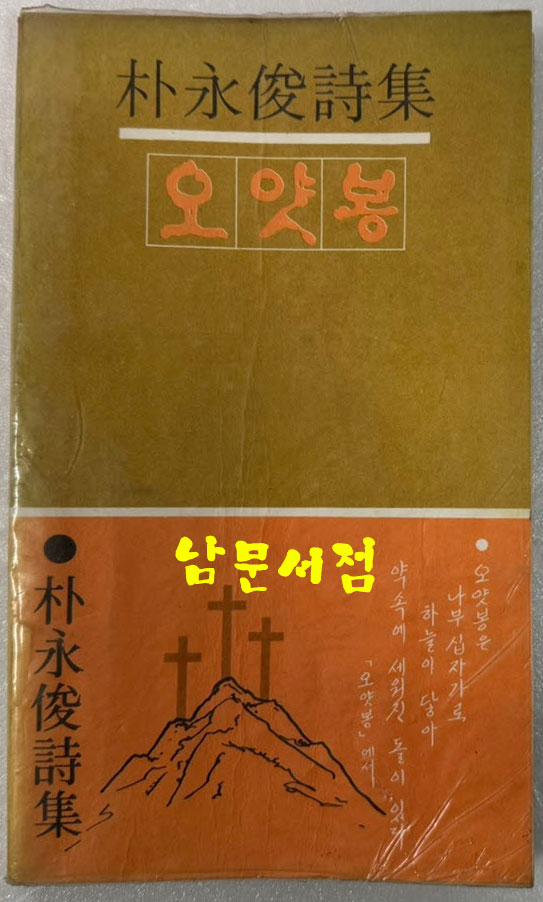 朴永俊詩集
오얏봉
남문서점
● 朴永俊詩集
● 오얏봉은
나무 십자가로
하늘이 닿아
약속에 세워진 돌이 있다
「오얏봉」에서